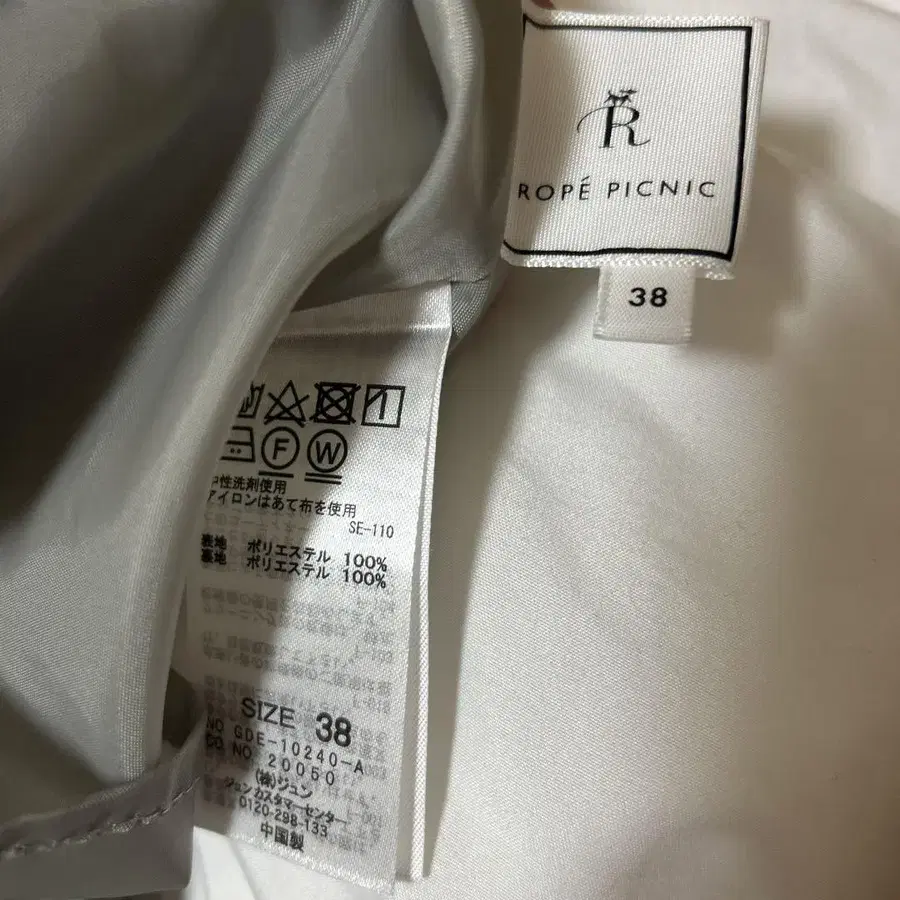 R
ROPÉ PICNIC
38
F W
中性洗剤使用
アイロンはあて布を使用
SE-110
表地 ポリエステル 100%
裏地 ポリエステル 100%
SIZE 38
NO GDE-10240-A
CO NO. 20050
(株)ジュン
ジュンカスタマーセンター
0120-298-133
中国製